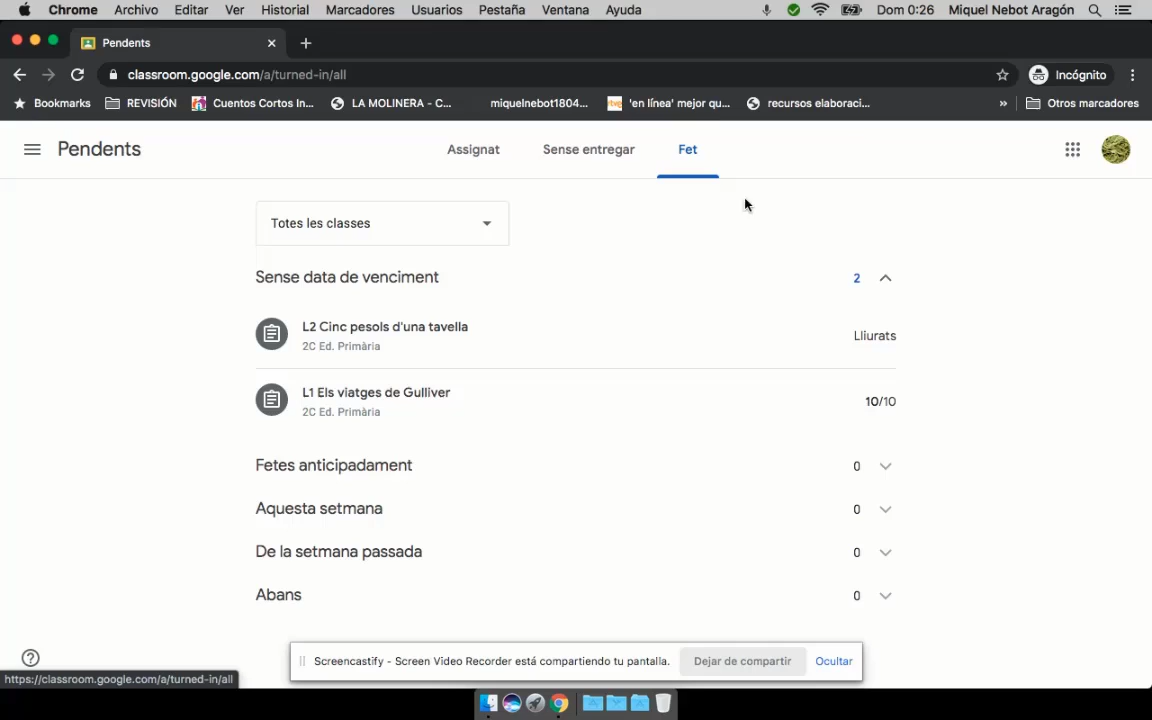 Chrome Archivo Editar Ver Historial Marcadores Usuarios Pestaña Ventana Ayuda Dom 0:26 Miquel Nebot Aragón
Pendents
classroom.google.com/a/turned-in/all Incógnito
Bookmarks REVISIÓN Cuentos Cortos In... LA MOLINERA - C... miquelnebot1804... rtve 'en línea' mejor qu... recursos elaboraci... » Otros marcadores
Pendents Assignat Sense entregar Fet
Totes les classes
Sense data de venciment 2
L2 Cinc pesols d'una tavella
2C Ed. Primària
Lliurats
L1 Els viatges de Gulliver
2C Ed. Primària
10/10
Fetes anticipadament 0
Aquesta setmana 0
De la setmana passada 0
Abans 0
Screencastify - Screen Video Recorder está compartiendo tu pantalla. Dejar de compartir Ocultar
https://classroom.google.com/a/turned-in/all